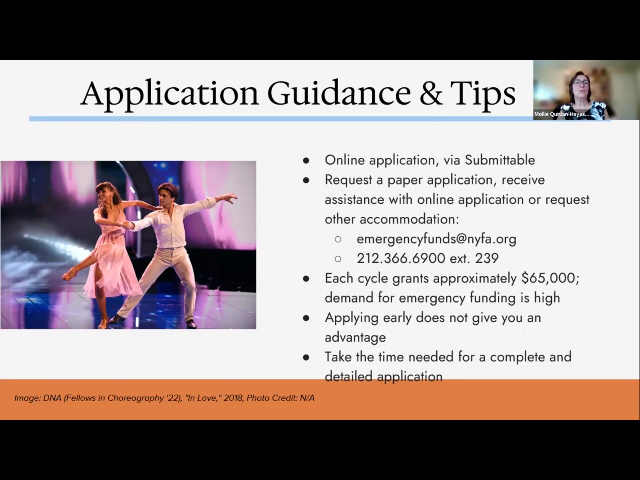 Application Guidance & Tips
● Online application, via Submittable
● Request a paper application, receive
assistance with online application or request
other accommodation:
○ emergencyfunds@nyfa.org
○ 212.366.6900 ext. 239
● Each cycle grants approximately $65,000;
demand for emergency funding is high
● Applying early does not give you an
advantage
● Take the time needed for a complete and
detailed application
Image: DNA (Fellows in Choreography '22), "In Love," 2018, Photo Credit: N/A